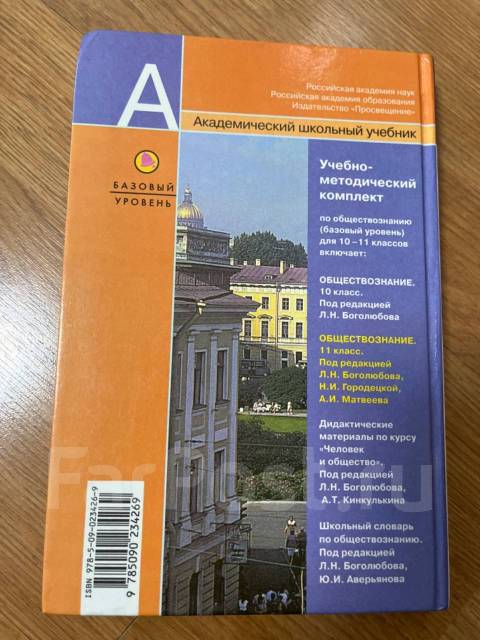 Российская академия наук
Российская академия образования
Издательство «Просвещение»
А
Академический школьный учебник
БАЗОВЫЙ
УРОВЕНЬ
Учебно-
методический
комплект
по обществознанию
(базовый уровень)
для 10–11 классов
включает:
ОБЩЕСТВОЗНАНИЕ.
10 класс.
Под редакцией
Л.Н. Боголюбова
ОБЩЕСТВОЗНАНИЕ.
11 класс.
Под редакцией
Л.Н. Боголюбова,
Н.И. Городецкой,
А.И. Матвеева
Дидактические
материалы по курсу
«Человек
и общество».
Под редакцией
Л.Н. Боголюбова,
А.Т. Кинкулькина
Школьный словарь
по обществознанию.
Под редакцией
Л.Н. Боголюбова,
Ю.И. Аверьянова
ISBN 978-5-09-023426-9
9 785090 234269
FarPost.ru